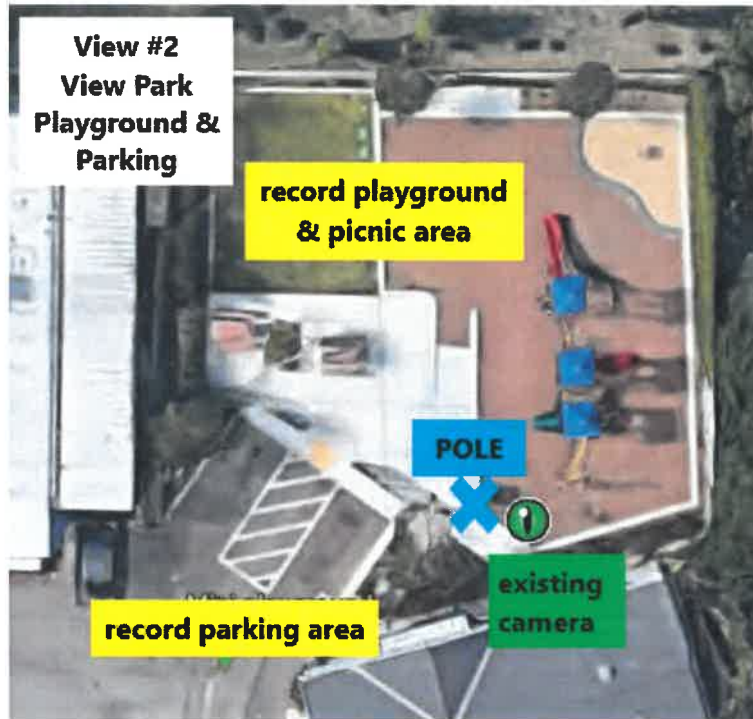 View #2
View Park
Playground &
Parking
record playground
& picnic area
POLE
existing
camera
record parking area